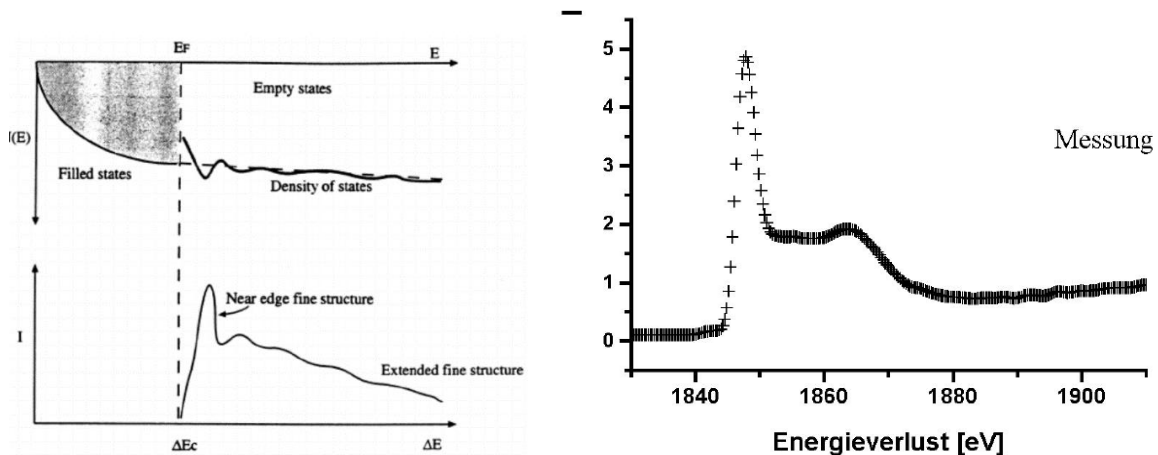 EF
E
Empty states
(E)
Filled states
Density of states
Near edge fine structure
I
Extended fine structure
ΔEc
ΔE
5
4
3
2
1
0
Messung
1840
1860
1880
1900
Energieverlust [eV]